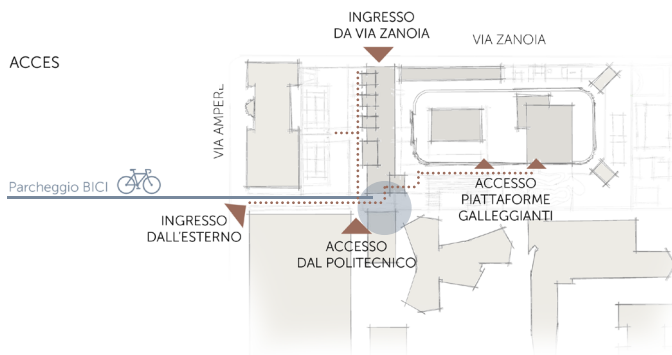 INGRESSO
DA VIA ZANOIA
VIA ZANOIA
ACCES
VIA AMPERE
Parcheggio BICI
INGRESSO
DALL'ESTERNO
ACCESSO
DAL POLITECNICO
ACCESSO
PIATTAFORME
GALLEGGIANTI